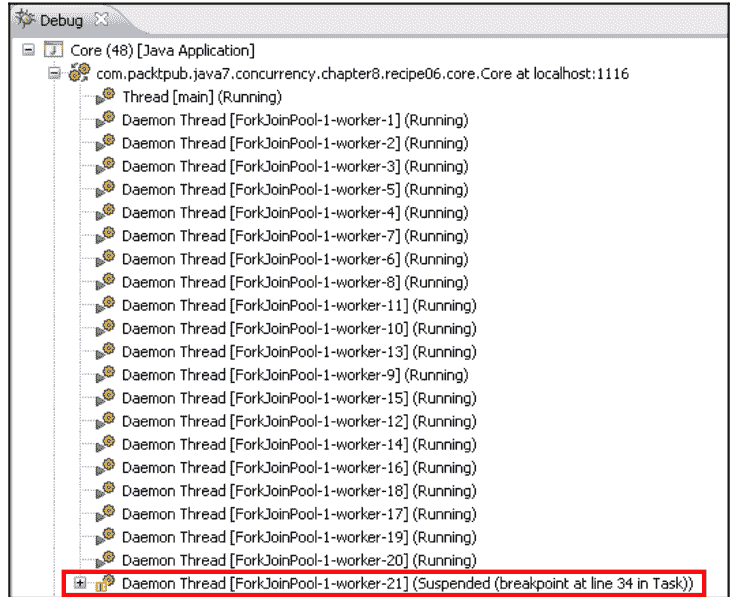 Debug
Core (48) [Java Application]
com.packtpub.java7.concurrency.chapter8.recipe06.core.Core at localhost:1116
Thread [main] (Running)
Daemon Thread [ForkJoinPool-1-worker-1] (Running)
Daemon Thread [ForkJoinPool-1-worker-2] (Running)
Daemon Thread [ForkJoinPool-1-worker-3] (Running)
Daemon Thread [ForkJoinPool-1-worker-5] (Running)
Daemon Thread [ForkJoinPool-1-worker-4] (Running)
Daemon Thread [ForkJoinPool-1-worker-7] (Running)
Daemon Thread [ForkJoinPool-1-worker-6] (Running)
Daemon Thread [ForkJoinPool-1-worker-8] (Running)
Daemon Thread [ForkJoinPool-1-worker-11] (Running)
Daemon Thread [ForkJoinPool-1-worker-10] (Running)
Daemon Thread [ForkJoinPool-1-worker-13] (Running)
Daemon Thread [ForkJoinPool-1-worker-9] (Running)
Daemon Thread [ForkJoinPool-1-worker-15] (Running)
Daemon Thread [ForkJoinPool-1-worker-12] (Running)
Daemon Thread [ForkJoinPool-1-worker-14] (Running)
Daemon Thread [ForkJoinPool-1-worker-16] (Running)
Daemon Thread [ForkJoinPool-1-worker-18] (Running)
Daemon Thread [ForkJoinPool-1-worker-17] (Running)
Daemon Thread [ForkJoinPool-1-worker-19] (Running)
Daemon Thread [ForkJoinPool-1-worker-20] (Running)
Daemon Thread [ForkJoinPool-1-worker-21] (Suspended (breakpoint at line 34 in Task))